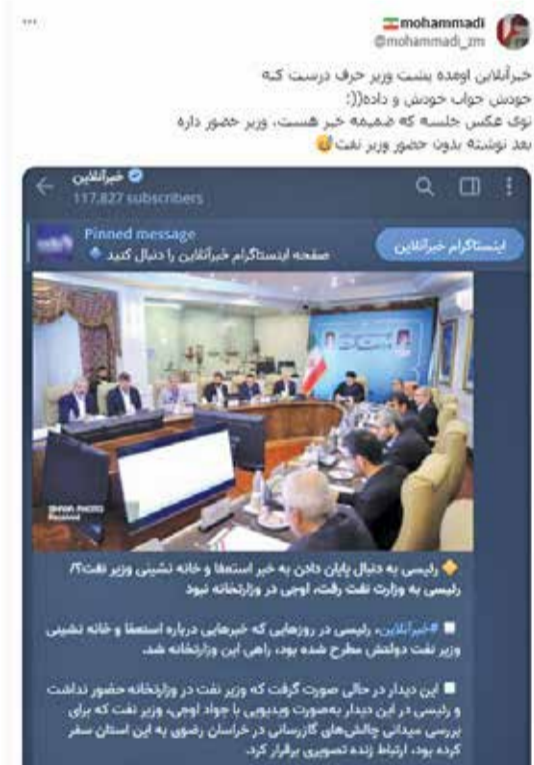 mohammadi
@mohammadi_zm
خبرآنلاین اومده پشت وزیر حرف درست کنه
خودش جواب خودش و داده((:
توی عکس جلسه که ضمیمه خبر هست، وزیر حضور داره
بعد نوشته بدون حضور وزیر نفت
خبرآنلاین
117.827 subscribers
Pinned message
صفحه اینستاگرام خبرآنلاین را دنبال کنید
اینستاگرام خبرآنلاین
رئیسی به دنبال پایان دادن به خبر استعفا و خانه نشینی وزیر نفت؟/
رئیسی به وزارت نفت رفت، اوجی در وزارتخانه نبود
#خبرآنلاین، رئیسی در روزهایی که خبرهایی درباره استعفا و خانه نشینی
وزیر نفت دولتش مطرح شده بود، راهی این وزارتخانه شد.
این دیدار در حالی صورت گرفت که وزیر نفت در وزارتخانه حضور نداشت
و رئیسی در این دیدار به‌صورت ویدیویی با جواد اوجی، وزیر نفت که برای
بررسی میدانی چالش‌های گازرسانی در خراسان رضوی به این استان سفر
کرده بود، ارتباط زنده تصویری برقرار کرد.